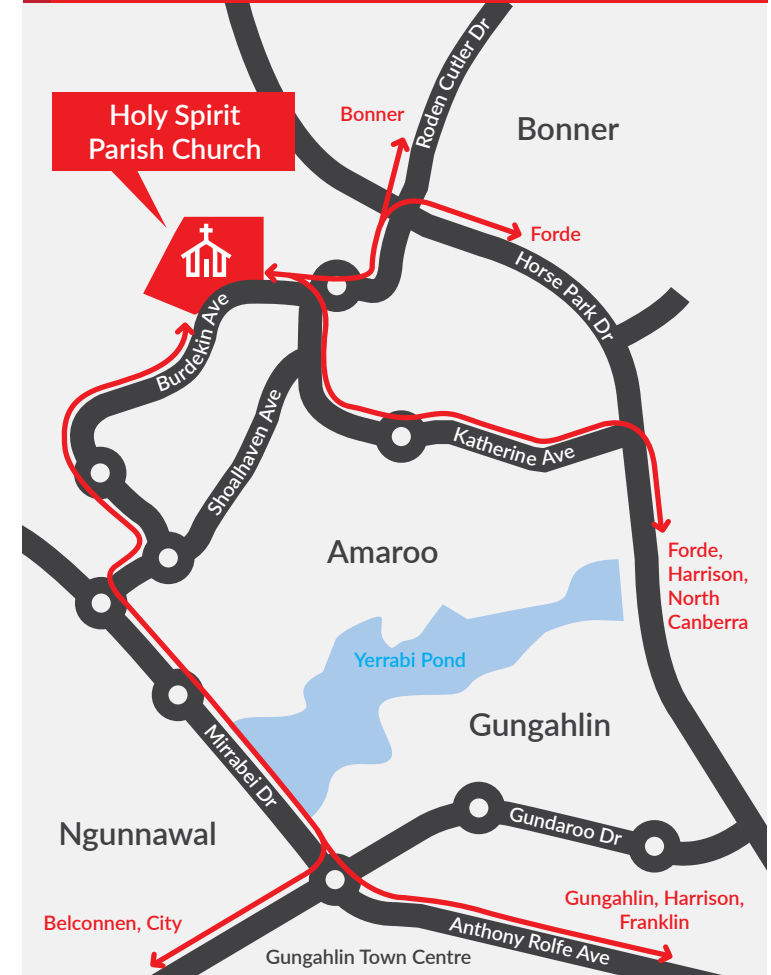 Roden Cutler Dr
Holy Spirit
Parish Church
Bonner
Bonner
Forde
Horse Park Dr
Burdekin Ave
Shoalhaven Ave
Katherine Ave
Amaroo
Forde,
Harrison,
North
Canberra
Yerrabi Pond
Gungahlin
Mirrabei Dr
Gundaroo Dr
Ngunnawal
Gungahlin, Harrison,
Franklin
Belconnen, City
Anthony Rolfe Ave
Gungahlin Town Centre